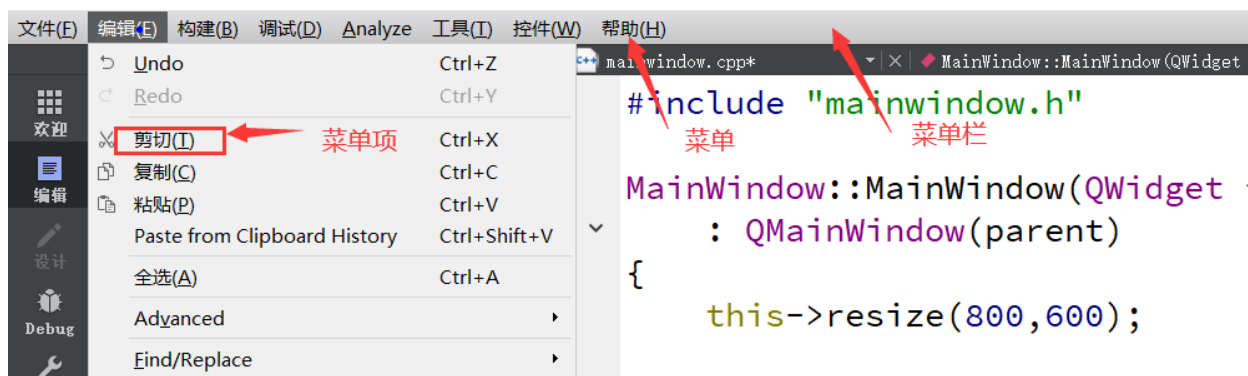 文件(F) 编辑(E) 构建(B) 调试(D) Analyze 工具(T) 控件(W) 帮助(H)
Undo Ctrl+Z
Redo Ctrl+Y
剪切(T) Ctrl+X
复制(C) Ctrl+C
粘贴(P) Ctrl+V
Paste from Clipboard History Ctrl+Shift+V
全选(A) Ctrl+A
Advanced
Find/Replace
菜单项
欢迎
编辑
设计
Debug
c++ mainwindow.cpp* MainWindow::MainWindow(QWidget
#include "mainwindow.h"
菜单 菜单栏
MainWindow::MainWindow(QWidget
: QMainWindow(parent)
{
this->resize(800,600);